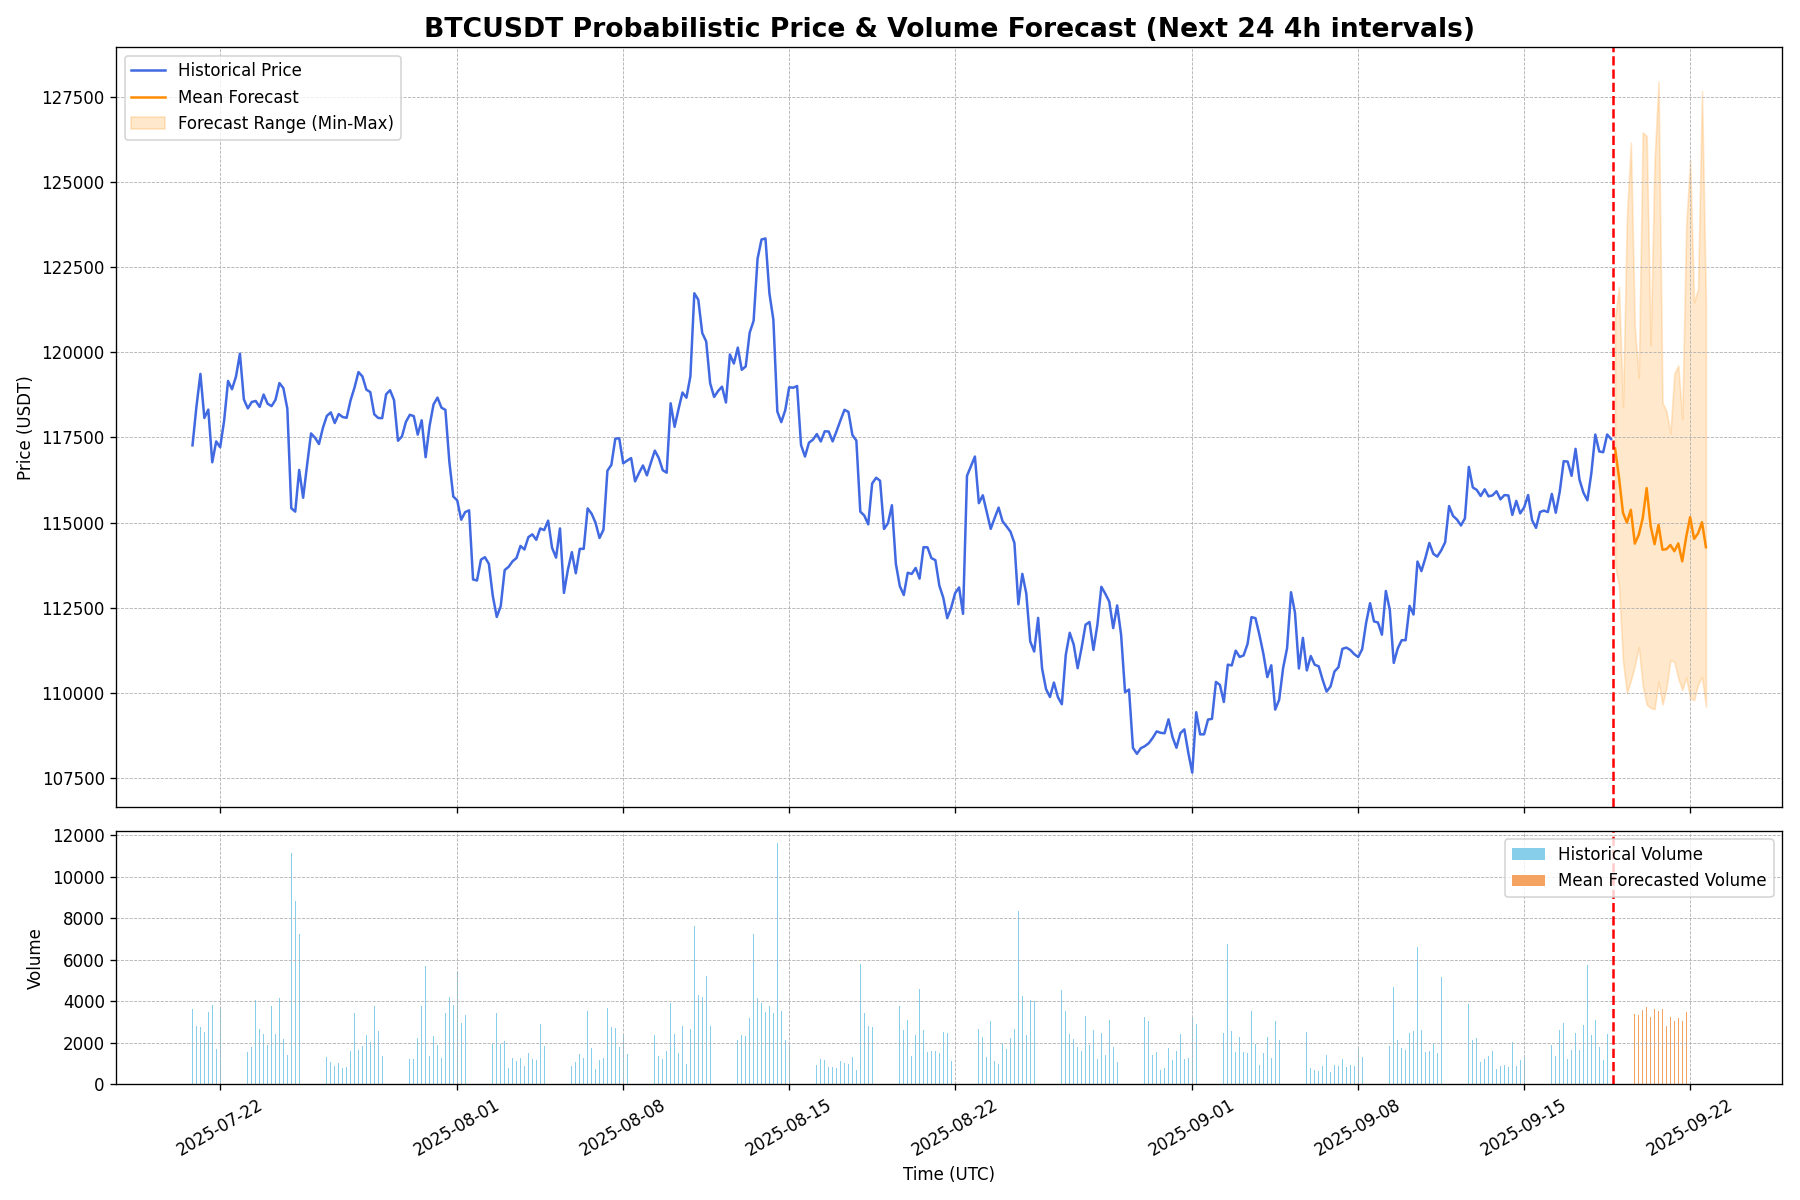 BTCUSDT Probabilistic Price & Volume Forecast (Next 24 4h intervals)
Historical Price
Mean Forecast
Forecast Range (Min-Max)
127500
125000
122500
120000
117500
115000
112500
110000
107500
Price (USDT)
12000
10000
8000
6000
4000
2000
0
Volume
Historical Volume
Mean Forecasted Volume
2025-07-22
2025-08-01
2025-08-08
2025-08-15
2025-08-22
2025-09-01
2025-09-08
2025-09-15
2025-09-22
Time (UTC)